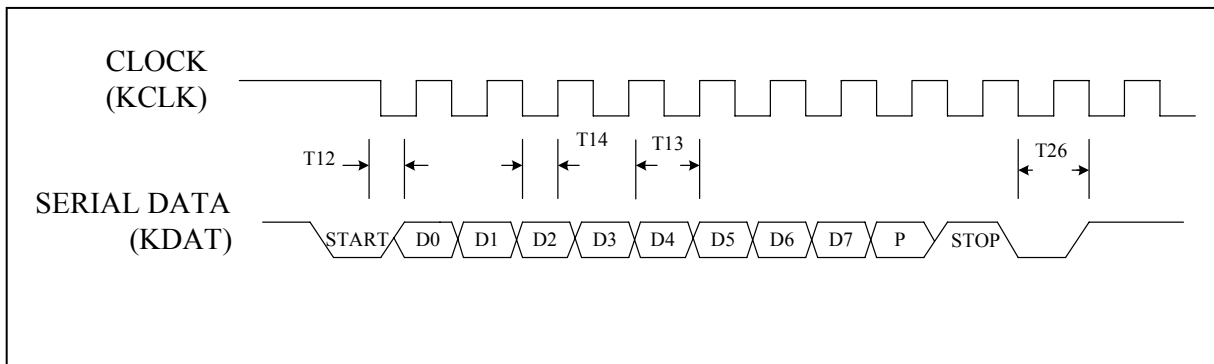 CLOCK
(KCLK)
T12
T14
T13
T26
SERIAL DATA
(KDAT)
START D0 D1 D2 D3 D4 D5 D6 D7 P STOP